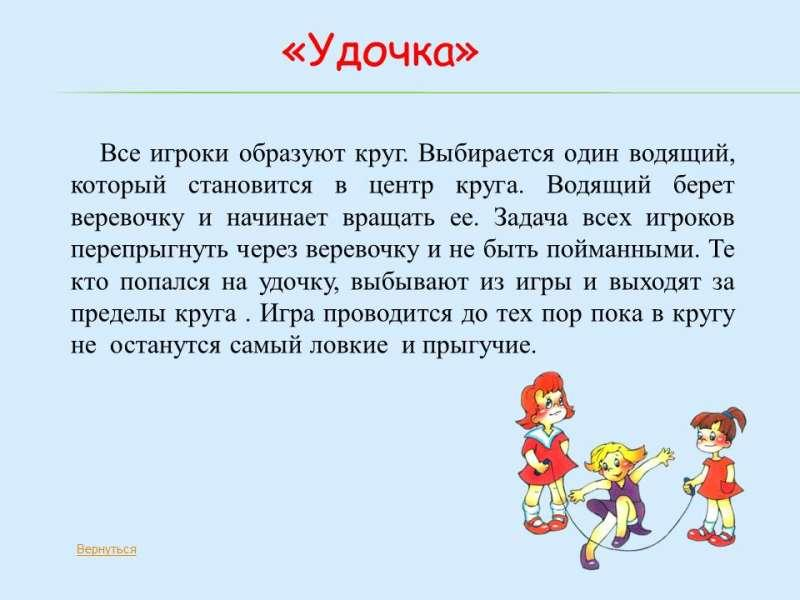 «Удочка»
Все игроки образуют круг. Выбирается один водящий,
который становится в центр круга. Водящий берет
веревочку и начинает вращать ее. Задача всех игроков
перепрыгнуть через веревочку и не быть пойманными. Те
кто попался на удочку, выбывают из игры и выходят за
пределы круга . Игра проводится до тех пор пока в кругу
не останутся самый ловкие и прыгучие.
Вернуться